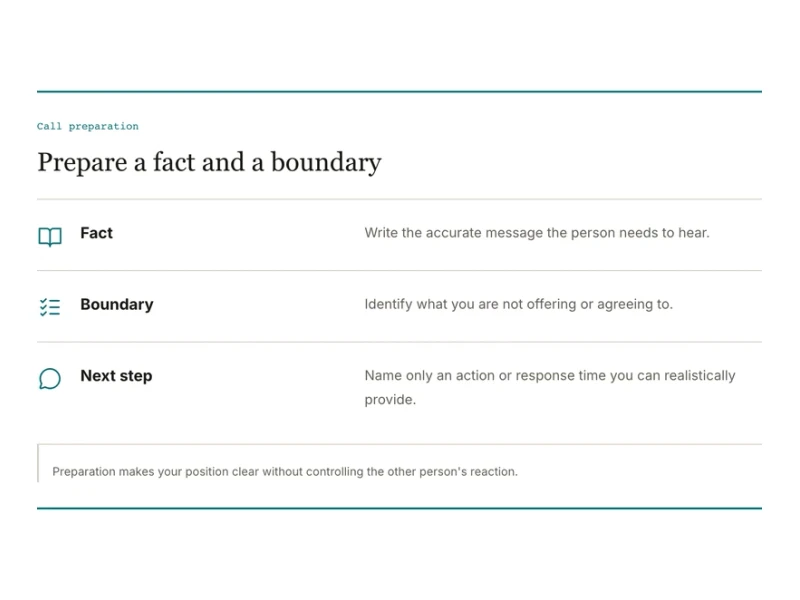 Call preparation
Prepare a fact and a boundary
Fact
Write the accurate message the person needs to hear.
Boundary
Identify what you are not offering or agreeing to.
Next step
Name only an action or response time you can realistically
provide.
Preparation makes your position clear without controlling the other person's reaction.